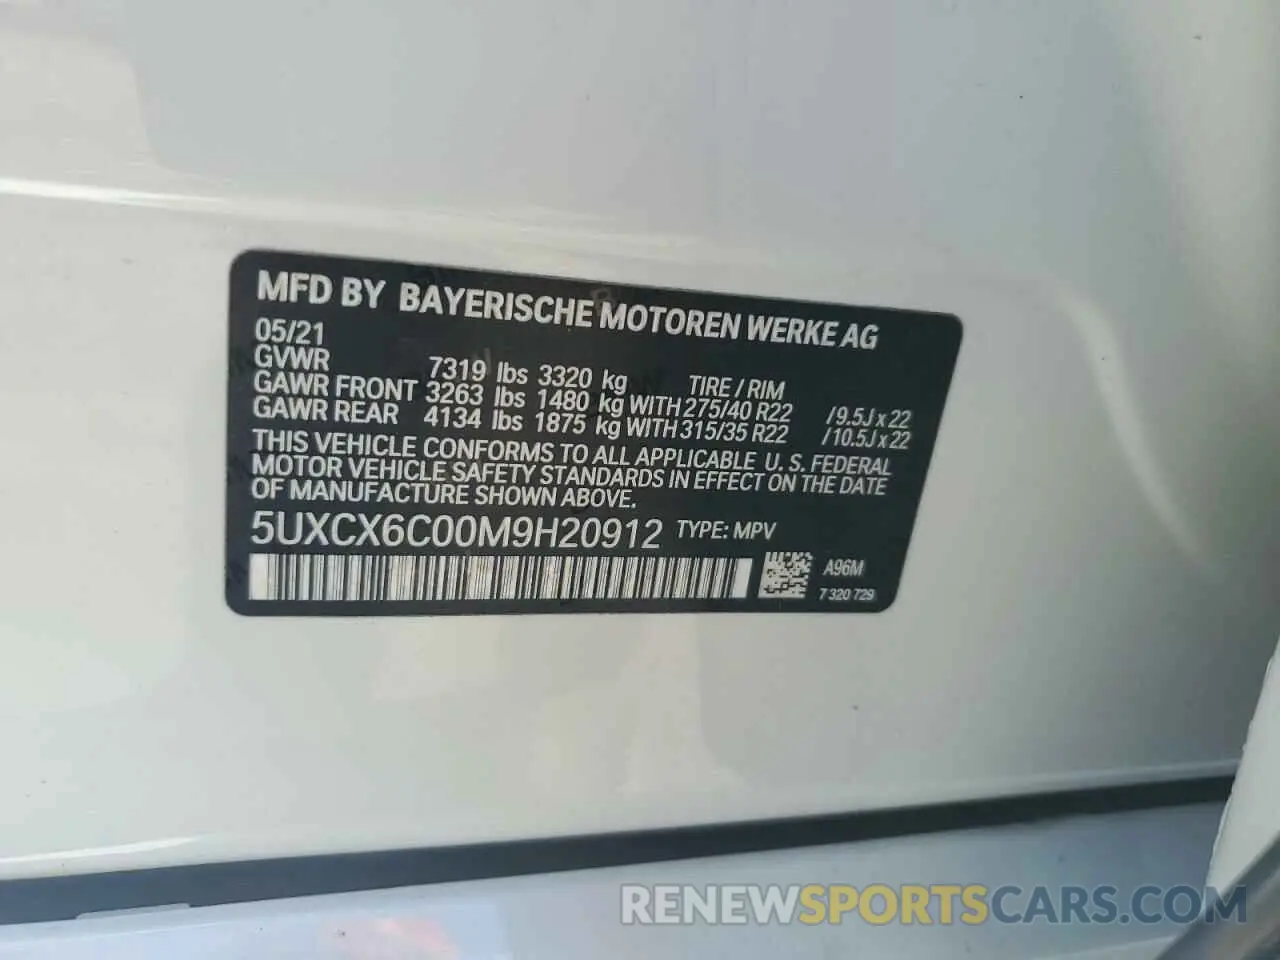 MFD BY BAYERISCHE MOTOREN WERKE AG
05/21
GVWR 7319 lbs 3320 kg TIRE / RIM
GAWR FRONT 3263 lbs 1480 kg WITH 275/40 R22 /9.5J x 22
GAWR REAR 4134 lbs 1875 kg WITH 315/35 R22 /10.5J x 22
THIS VEHICLE CONFORMS TO ALL APPLICABLE U. S. FEDERAL
MOTOR VEHICLE SAFETY STANDARDS IN EFFECT ON THE DATE
OF MANUFACTURE SHOWN ABOVE.
5UXCX6C00M9H20912 TYPE: MPV
A96M
7 320 729
RENEWSPORTSCARS.COM